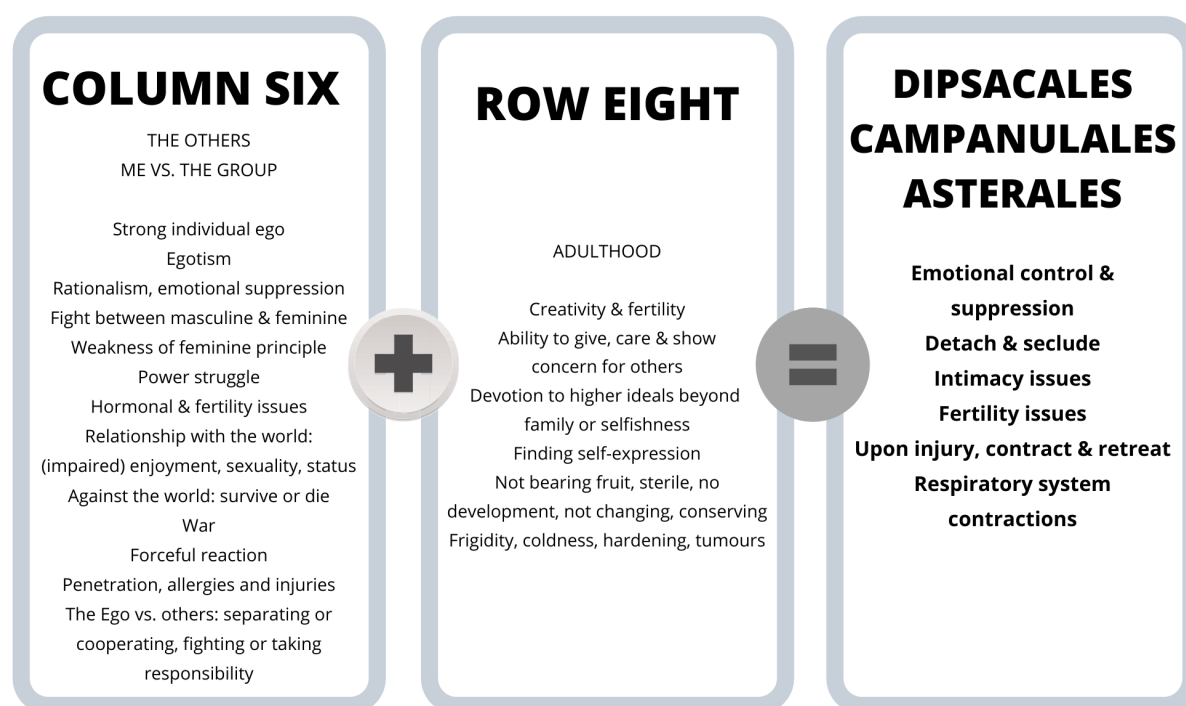 COLUMN SIX
THE OTHERS
ME VS. THE GROUP
Strong individual ego
Egotism
Rationalism, emotional suppression
Fight between masculine & feminine
Weakness of feminine principle
Power struggle
Hormonal & fertility issues
Relationship with the world:
(impaired) enjoyment, sexuality, status
Against the world: survive or die
War
Forceful reaction
Penetration, allergies and injuries
The Ego vs. others: separating or
cooperating, fighting or taking
responsibility
ROW EIGHT
ADULTHOOD
Creativity & fertility
Ability to give, care & show
concern for others
Devotion to higher ideals beyond
family or selfishness
Finding self-expression
Not bearing fruit, sterile, no
development, not changing, conserving
Frigidity, coldness, hardening, tumours
DIPSACALES
CAMPANULALES
ASTERALES
Emotional control &
suppression
Detach & seclude
Intimacy issues
Fertility issues
Upon injury, contract & retreat
Respiratory system
contractions